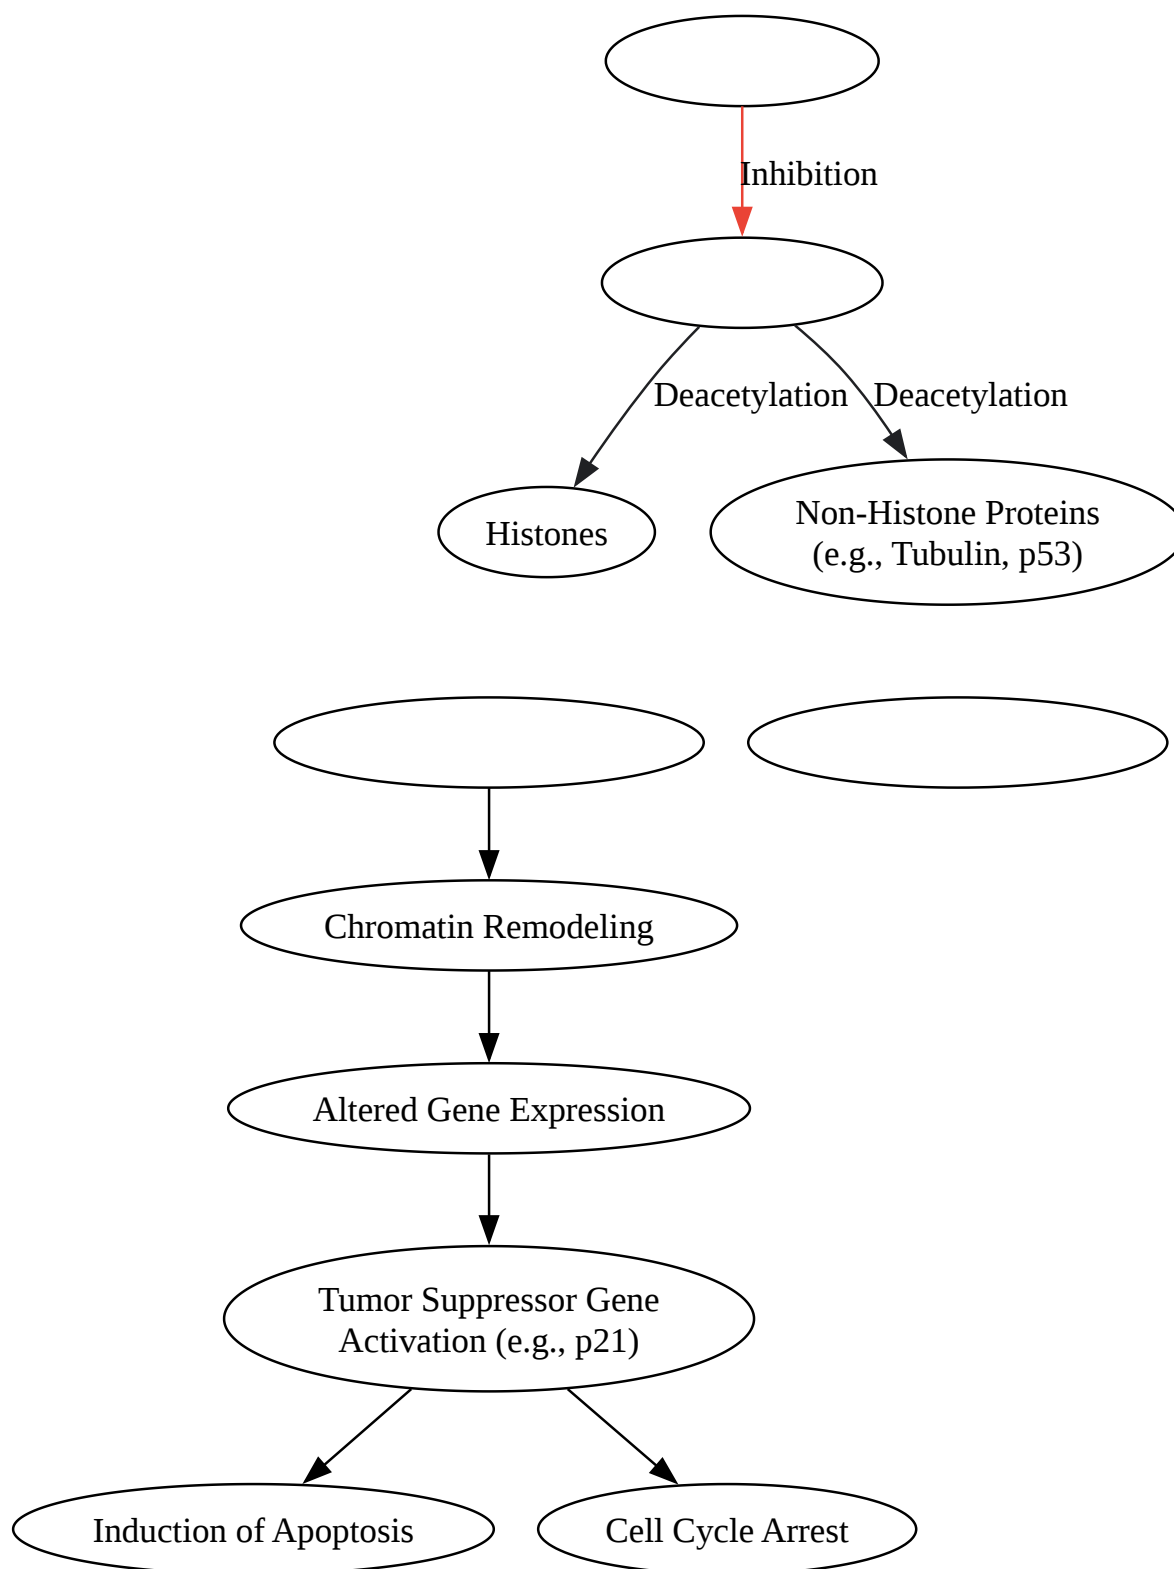 Inhibition
Deacetylation
Deacetylation
Histones
Non-Histone Proteins
(e.g., Tubulin, p53)
Chromatin Remodeling
Altered Gene Expression
Tumor Suppressor Gene
Activation (e.g., p21)
Induction of Apoptosis
Cell Cycle Arrest